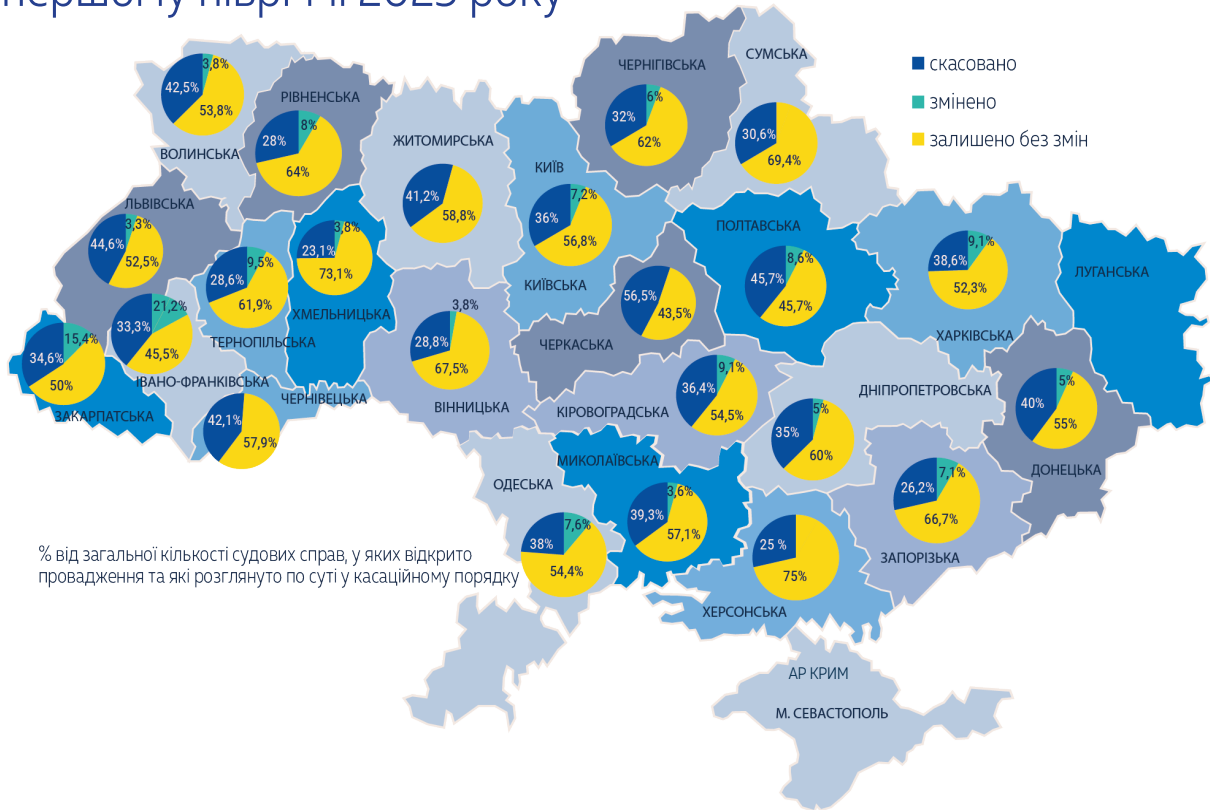 2023 року
скасовано
змінено
залишено без змін
СУМСЬКА
30,6%
69,4%
ЧЕРНІГІВСЬКА
6%
32%
62%
3,8%
42,5%
53,8%
ВОЛИНСЬКА
РІВНЕНСЬКА
8%
28%
64%
ЖИТОМИРСЬКА
41,2%
58,8%
КИЇВ
7,2%
36%
56,8%
КИЇВСЬКА
ЛЬВІВСЬКА
3,3%
44,6%
52,5%
9,5%
28,6%
61,9%
ТЕРНОПІЛЬСЬКА
3,8%
23,1%
73,1%
ХМЕЛЬНИЦЬКА
ПОЛТАВСЬКА
8,6%
45,7%
45,7%
9,1%
38,6%
52,3%
ХАРКІВСЬКА
ЛУГАНСЬКА
56,5%
43,5%
ЧЕРКАСЬКА
21,2%
33,3%
45,5%
ІВАНО-ФРАНКІВСЬКА
15,4%
34,6%
50%
ЗАКАРПАТСЬКА
ЧЕРНІВЕЦЬКА
42,1%
57,9%
3,8%
28,8%
67,5%
ВІННИЦЬКА
КІРОВОГРАДСЬКА
9,1%
36,4%
54,5%
ДНІПРОПЕТРОВСЬКА
5%
35%
60%
5%
40%
55%
ДОНЕЦЬКА
7,1%
26,2%
66,7%
ЗАПОРІЗЬКА
ОДЕСЬКА
7,6%
38%
54,4%
МИКОЛАЇВСЬКА
3,6%
39,3%
57,1%
25 %
75%
ХЕРСОНСЬКА
% від загальної кількості судових справ, у яких відкрито
провадження та які розглянуто по суті у касаційному порядку
АР КРИМ
М. СЕВАСТОПОЛЬ